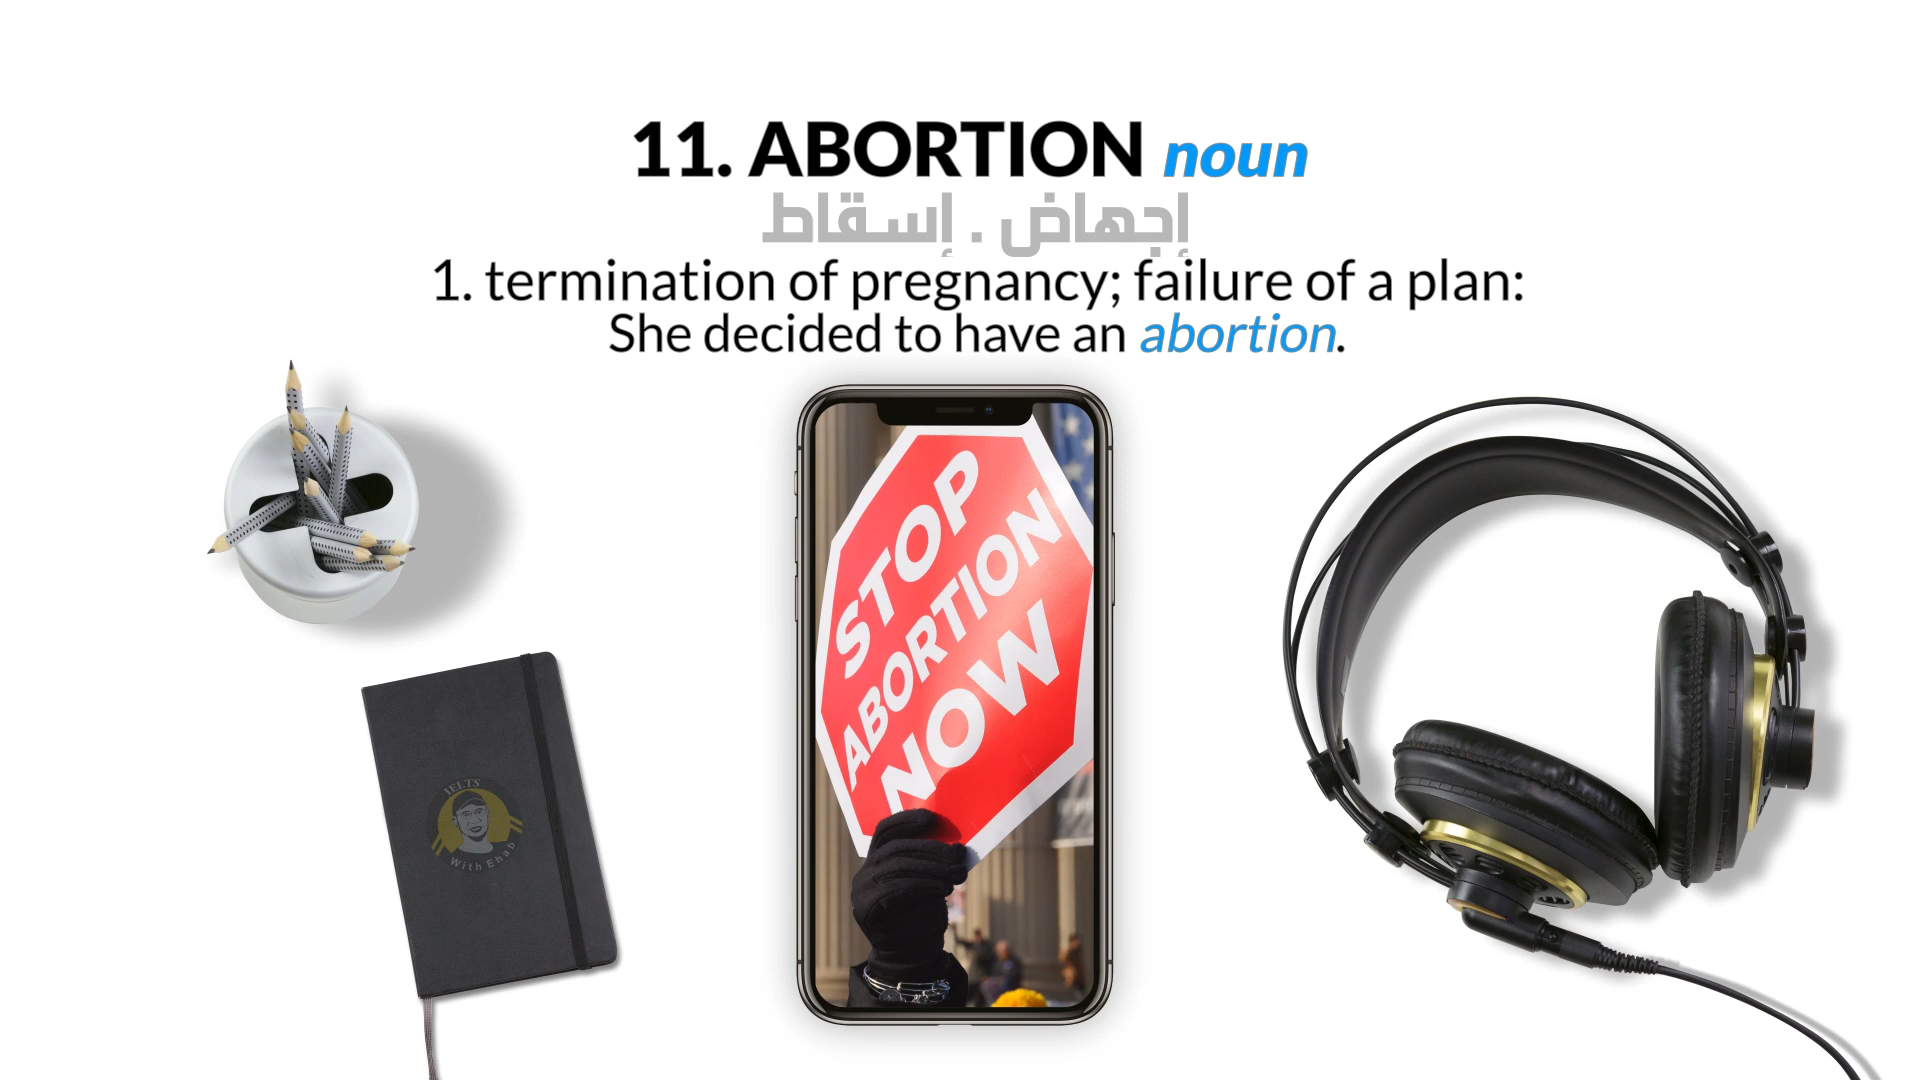 11. ABORTION noun
إجهاض . إسقاط
1. termination of pregnancy; failure of a plan:
She decided to have an abortion.
STOP
ABORTION
NOW
IELTS
With Ehab